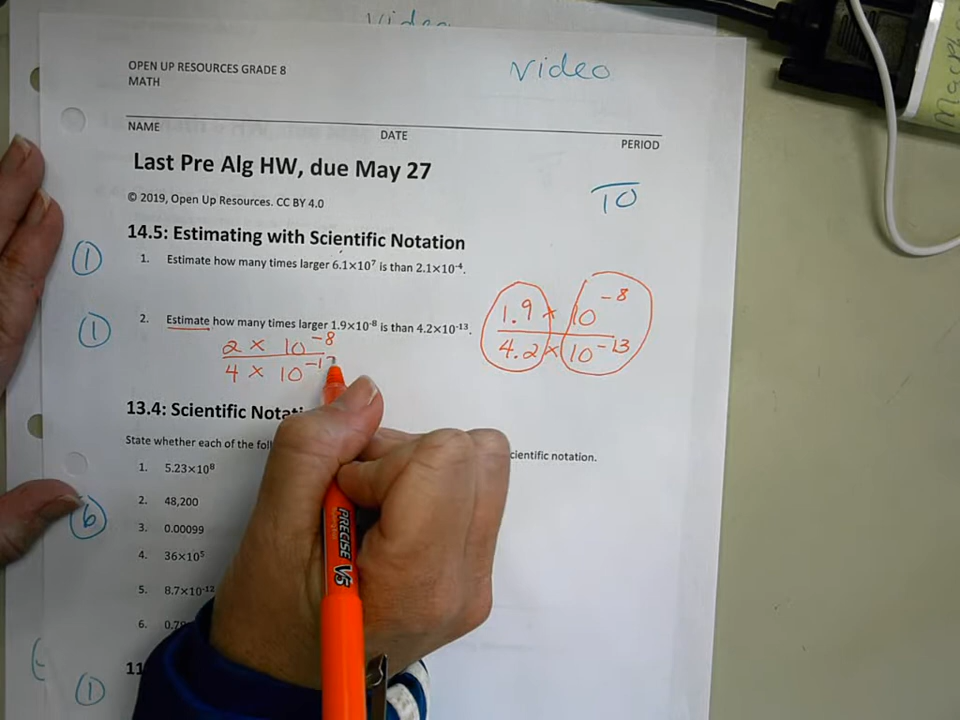 Video
OPEN UP RESOURCES GRADE 8
MATH
Video
NAME DATE PERIOD
Last Pre Alg HW, due May 27
10
© 2019, Open Up Resources. CC BY 4.0
14.5: Estimating with Scientific Notation
1
1. Estimate how many times larger 6.1×10⁷ is than 2.1×10⁻⁴.
1
2. Estimate how many times larger 1.9×10⁻⁸ is than 4.2×10⁻¹³.
1.9 × 10⁻⁸
4.2 × 10⁻¹³
2 × 10⁻⁸
4 × 10⁻¹
13.4: Scientific
State whether each of the scientific notation.
1. 5.23×10⁸
2. 48,200
6
3. 0.00099
4. 36×10⁵
5. 8.7×10⁻¹²
6.
11
1
PRECISE V5